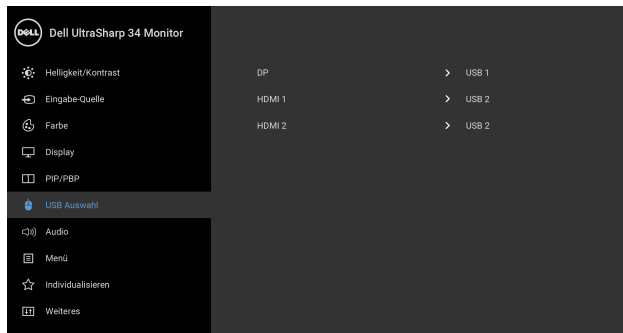 DELL
Dell UltraSharp 34 Monitor
Helligkeit/Kontrast
Eingabe-Quelle
Farbe
Display
PIP/PBP
USB Auswahl
Audio
Menü
Individualisieren
Weiteres
DP > USB 1
HDMI 1 > USB 2
HDMI 2 > USB 2